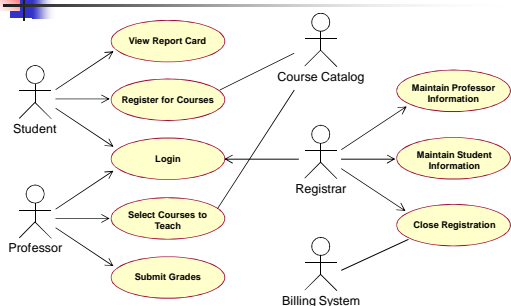 View Report Card
Course Catalog
Register for Courses
Maintain Professor
Information
Student
Login
Maintain Student
Information
Registrar
Select Courses to
Teach
Close Registration
Professor
Submit Grades
Billing System